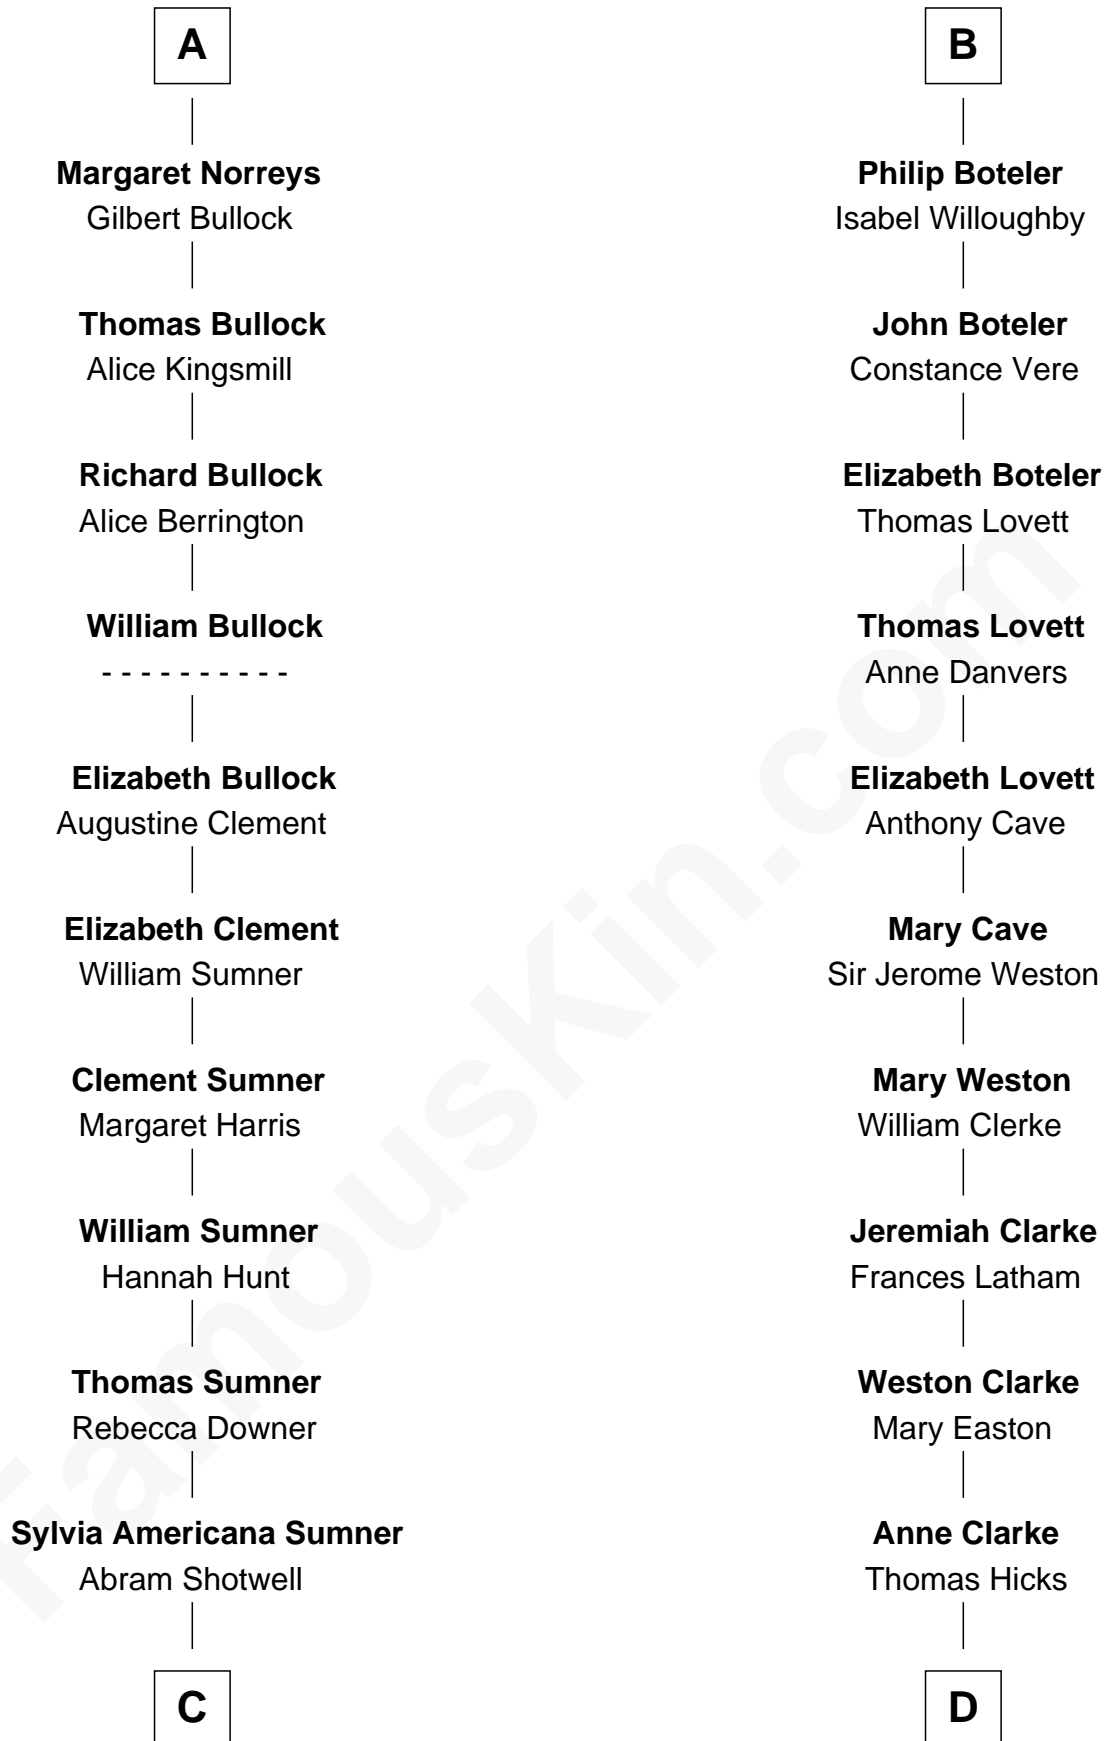 A
Margaret Norreys
Gilbert Bullock
Thomas Bullock
Alice Kingsmill
Richard Bullock
Alice Berrington
William Bullock
- - - - - - - - - -
Elizabeth Bullock
Augustine Clement
Elizabeth Clement
William Sumner
Clement Sumner
Margaret Harris
William Sumner
Hannah Hunt
Thomas Sumner
Rebecca Downer
Sylvia Americana Sumner
Abram Shotwell
C
B
Philip Boteler
Isabel Willoughby
John Boteler
Constance Vere
Elizabeth Boteler
Thomas Lovett
Thomas Lovett
Anne Danvers
Elizabeth Lovett
Anthony Cave
Mary Cave
Sir Jerome Weston
Mary Weston
William Clerke
Jeremiah Clarke
Frances Latham
Weston Clarke
Mary Easton
Anne Clarke
Thomas Hicks
D
FamousKin.com